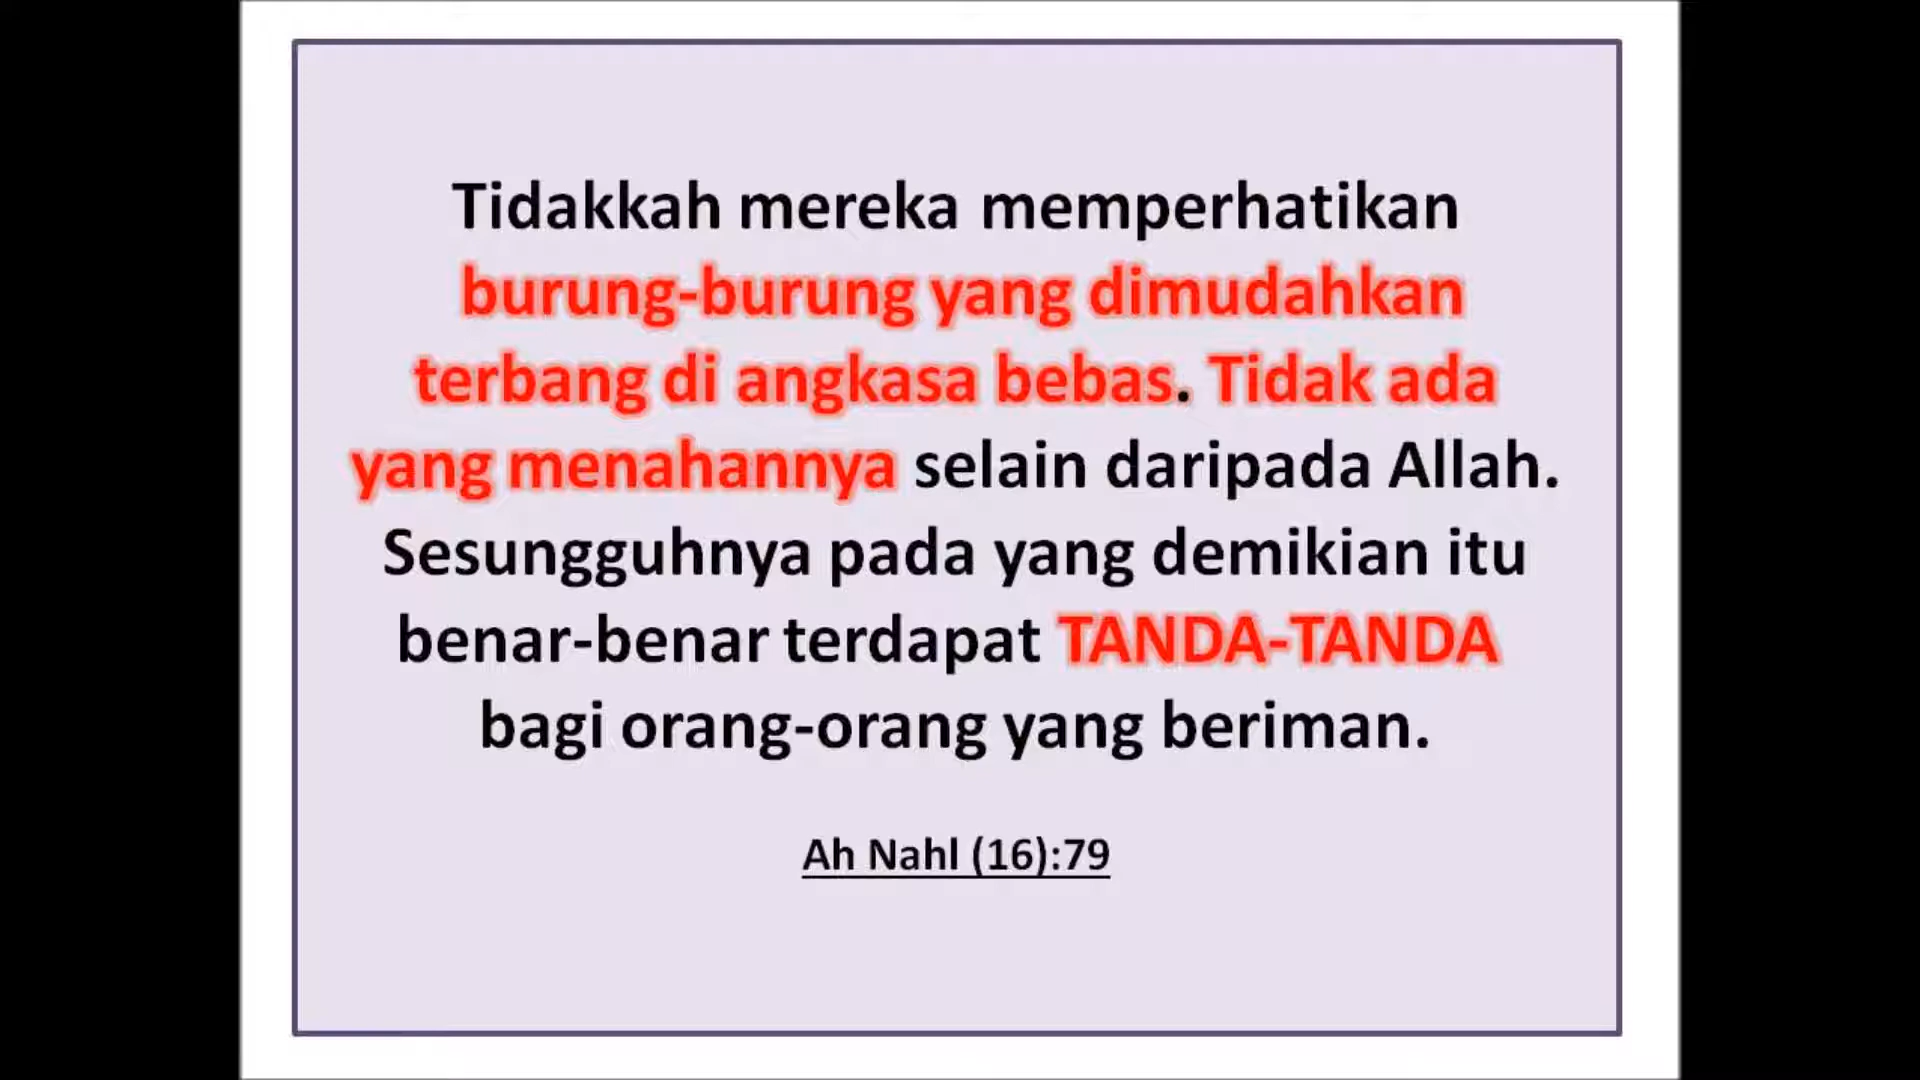 Tidakkah mereka memperhatikan
burung-burung yang dimudahkan
terbang di angkasa bebas. Tidak ada
yang menahannya selain daripada Allah.
Sesungguhnya pada yang demikian itu
benar-benar terdapat TANDA-TANDA
bagi orang-orang yang beriman.
Ah Nahl (16):79